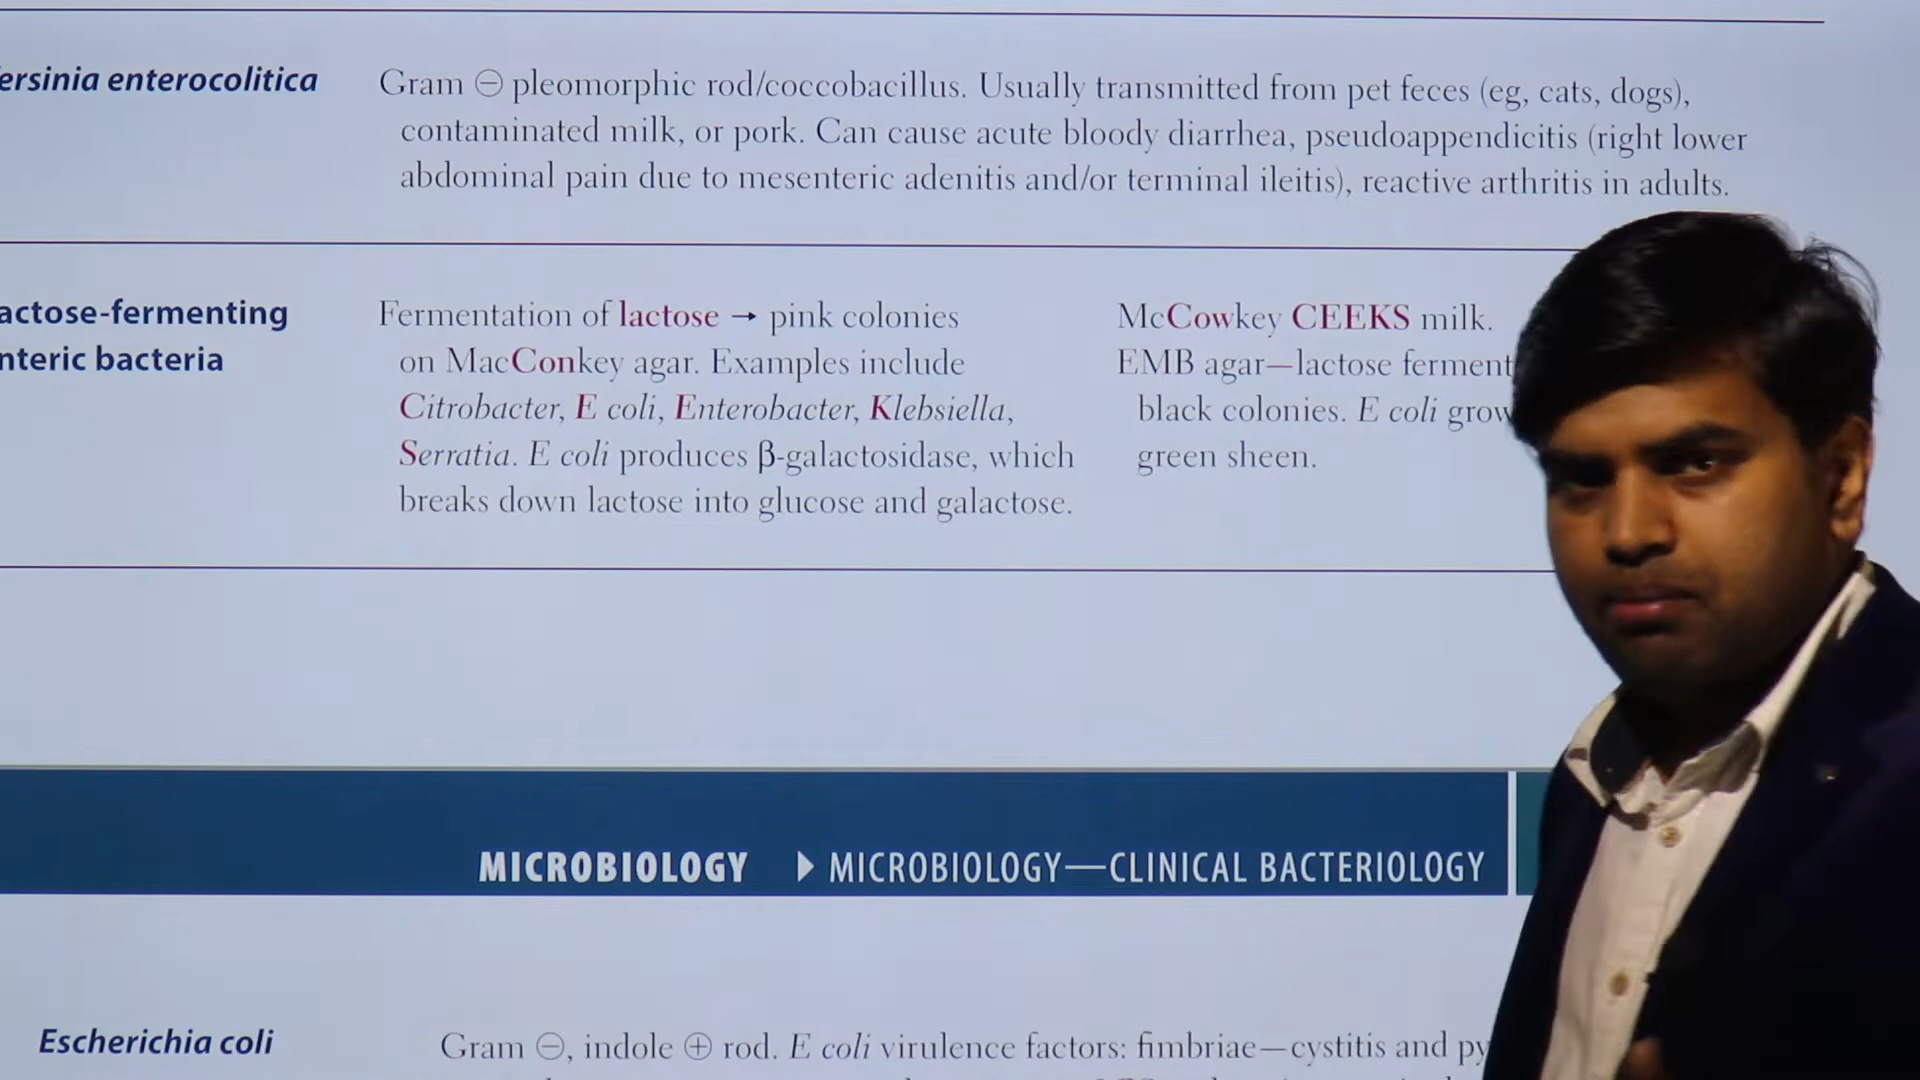 ersinia enterocolitica
Gram ⊖ pleomorphic rod/coccobacillus. Usually transmitted from pet feces (eg, cats, dogs),
contaminated milk, or pork. Can cause acute bloody diarrhea, pseudoappendicitis (right lower
abdominal pain due to mesenteric adenitis and/or terminal ileitis), reactive arthritis in adults.
actose-fermenting
nteric bacteria
Fermentation of lactose → pink colonies
on MacConkey agar. Examples include
Citrobacter, E coli, Enterobacter, Klebsiella,
Serratia. E coli produces β-galactosidase, which
breaks down lactose into glucose and galactose.
McCowkey CEEKS milk.
EMB agar—lactose ferment
black colonies. E coli grow
green sheen.
MICROBIOLOGY ▶ MICROBIOLOGY—CLINICAL BACTERIOLOGY
Escherichia coli
Gram ⊖, indole ⊕ rod. E coli virulence factors: fimbriae—cystitis and py